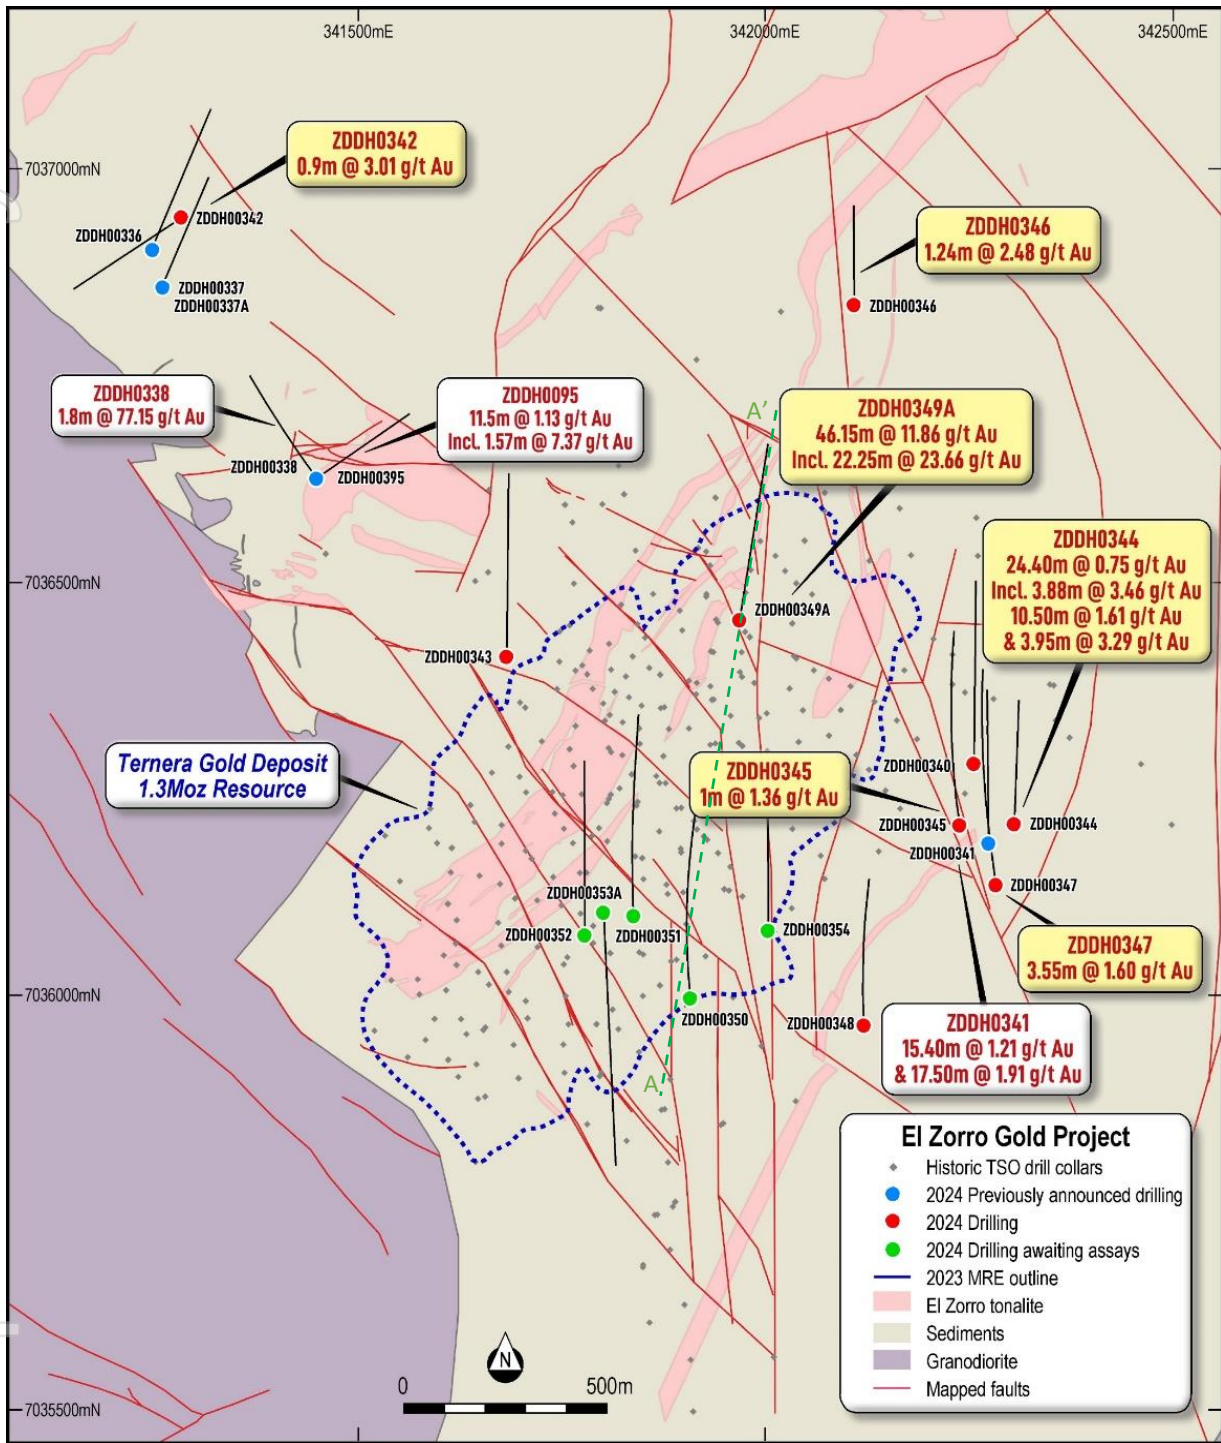 341500mE
342000mE
342500mE
7037000mN
7036500mN
7036000mN
7035500mN
ZDDH0342
0.9m @ 3.01 g/t Au
ZDDH00342
ZDDH00336
ZDDH00337
ZDDH00337A
ZDDH0346
1.24m @ 2.48 g/t Au
ZDDH00346
ZDDH0338
1.8m @ 77.15 g/t Au
ZDDH0095
11.5m @ 1.13 g/t Au
Incl. 1.57m @ 7.37 g/t Au
ZDDH00338
ZDDH00395
A'
ZDDH0349A
46.15m @ 11.86 g/t Au
Incl. 22.25m @ 23.66 g/t Au
ZDDH00349A
ZDDH0344
24.40m @ 0.75 g/t Au
Incl. 3.88m @ 3.46 g/t Au
10.50m @ 1.61 g/t Au
& 3.95m @ 3.29 g/t Au
ZDDH00343
Ternera Gold Deposit
1.3Moz Resource
ZDDH0345
1m @ 1.36 g/t Au
ZDDH00340
ZDDH00345
ZDDH00344
ZDDH00341
ZDDH00347
ZDDH00353A
ZDDH00352
ZDDH00351
ZDDH00354
ZDDH00350
ZDDH00348
ZDDH0347
3.55m @ 1.60 g/t Au
ZDDH0341
15.40m @ 1.21 g/t Au
& 17.50m @ 1.91 g/t Au
A
El Zorro Gold Project
Historic TSO drill collars
2024 Previously announced drilling
2024 Drilling
2024 Drilling awaiting assays
2023 MRE outline
El Zorro tonalite
Sediments
Granodiorite
Mapped faults
N
0 500m